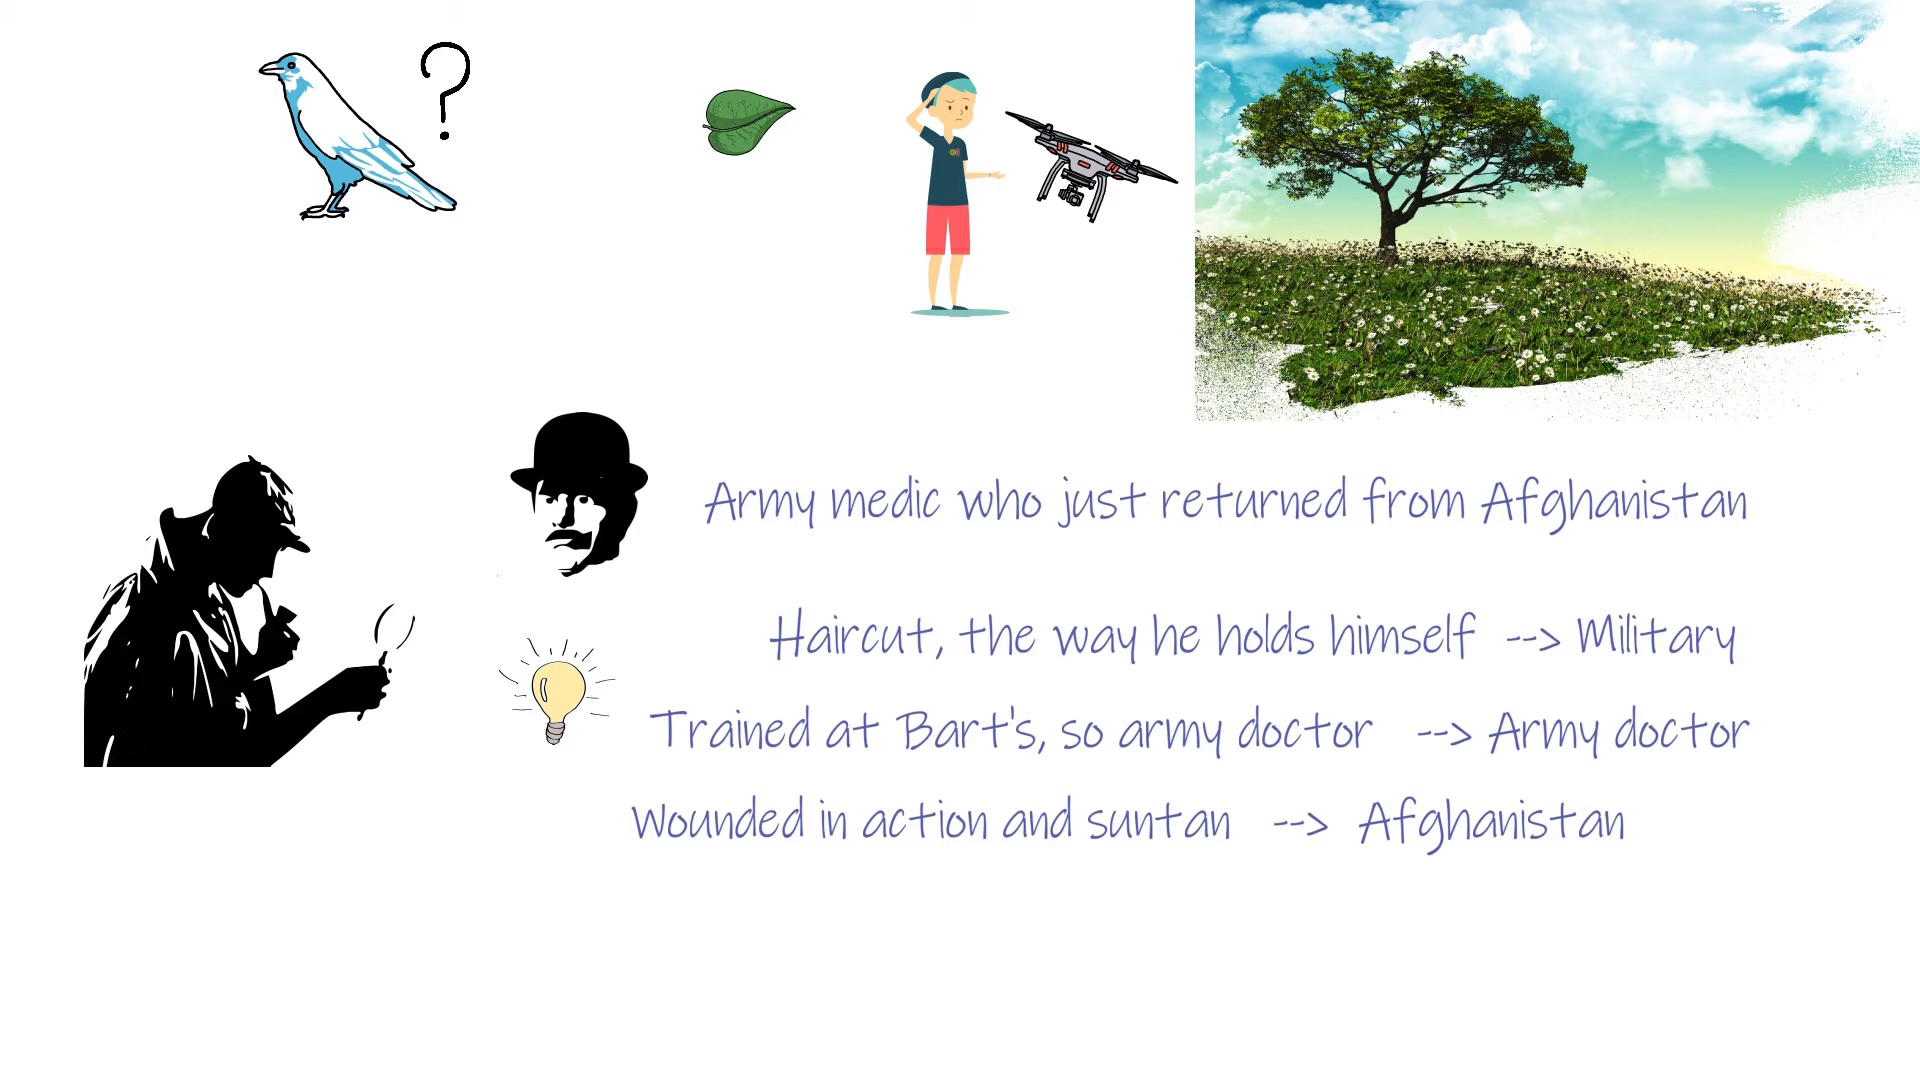 ?
Army medic who just returned from Afghanistan
Haircut, the way he holds himself --> Military
Trained at Bart's, so army doctor --> Army doctor
Wounded in action and suntan --> Afghanistan